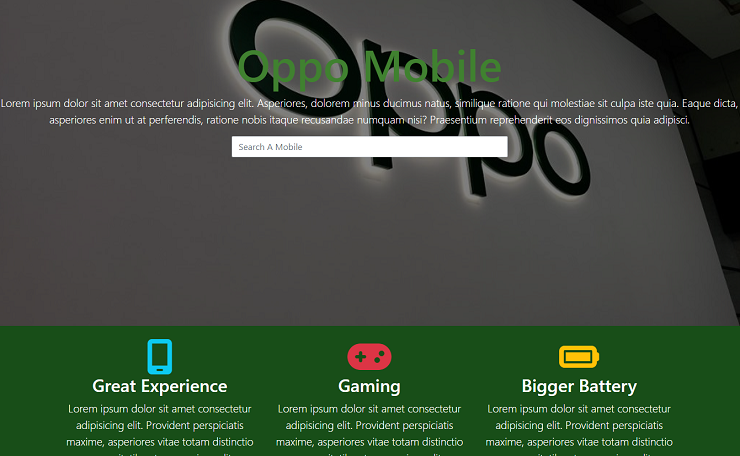 oppo
Oppo Mobile
Lorem ipsum dolor sit amet consectetur adipisicing elit. Asperiores, dolorem minus ducimus natus, similique ratione qui molestiae sit culpa iste quia. Eaque dicta,
asperiores enim ut at perferendis, ratione nobis itaque recusandae numquam nisi? Praesentium reprehenderit eos dignissimos quia adipisci.
Search A Mobile
Great Experience
Lorem ipsum dolor sit amet consectetur
adipisicing elit. Provident perspiciatis
maxime, asperiores vitae totam distinctio
Gaming
Lorem ipsum dolor sit amet consectetur
adipisicing elit. Provident perspiciatis
maxime, asperiores vitae totam distinctio
Bigger Battery
Lorem ipsum dolor sit amet consectetur
adipisicing elit. Provident perspiciatis
maxime, asperiores vitae totam distinctio